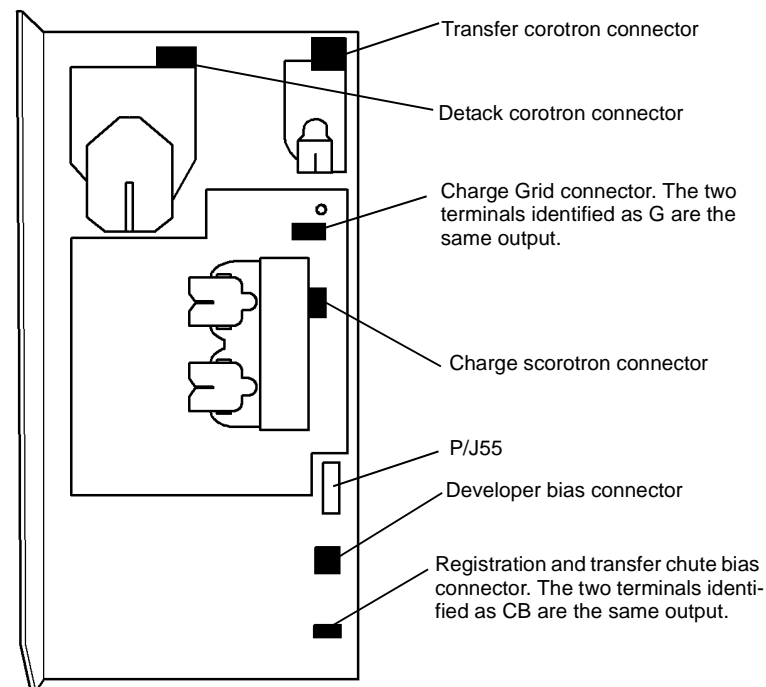 Transfer corotron connector
Detack corotron connector
Charge Grid connector. The two
terminals identified as G are the
same output.
Charge scorotron connector
P/J55
Developer bias connector
Registration and transfer chute bias
connector. The two terminals identi-
fied as CB are the same output.